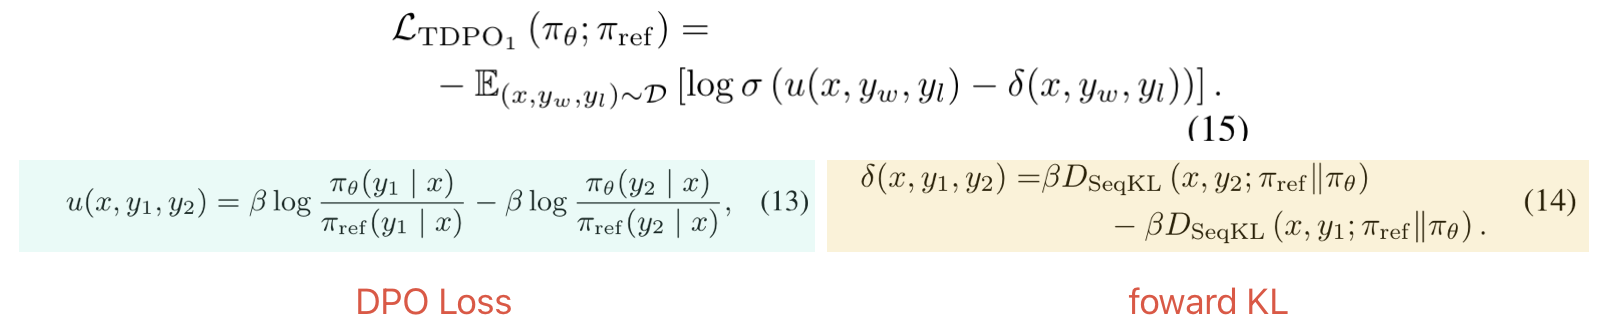 ℒ_TDPO₁ (π_θ; π_ref) =
− 𝔼_(x,y_w,y_l)∼𝒟 [log σ (u(x, y_w, y_l) − δ(x, y_w, y_l))] .
(15)
u(x, y₁, y₂) = β log π_θ(y₁ | x) / π_ref(y₁ | x) − β log π_θ(y₂ | x) / π_ref(y₂ | x) , (13)
δ(x, y₁, y₂) =βD_SeqKL (x, y₂; π_ref‖π_θ)
− βD_SeqKL (x, y₁; π_ref‖π_θ) . (14)
DPO Loss
foward KL